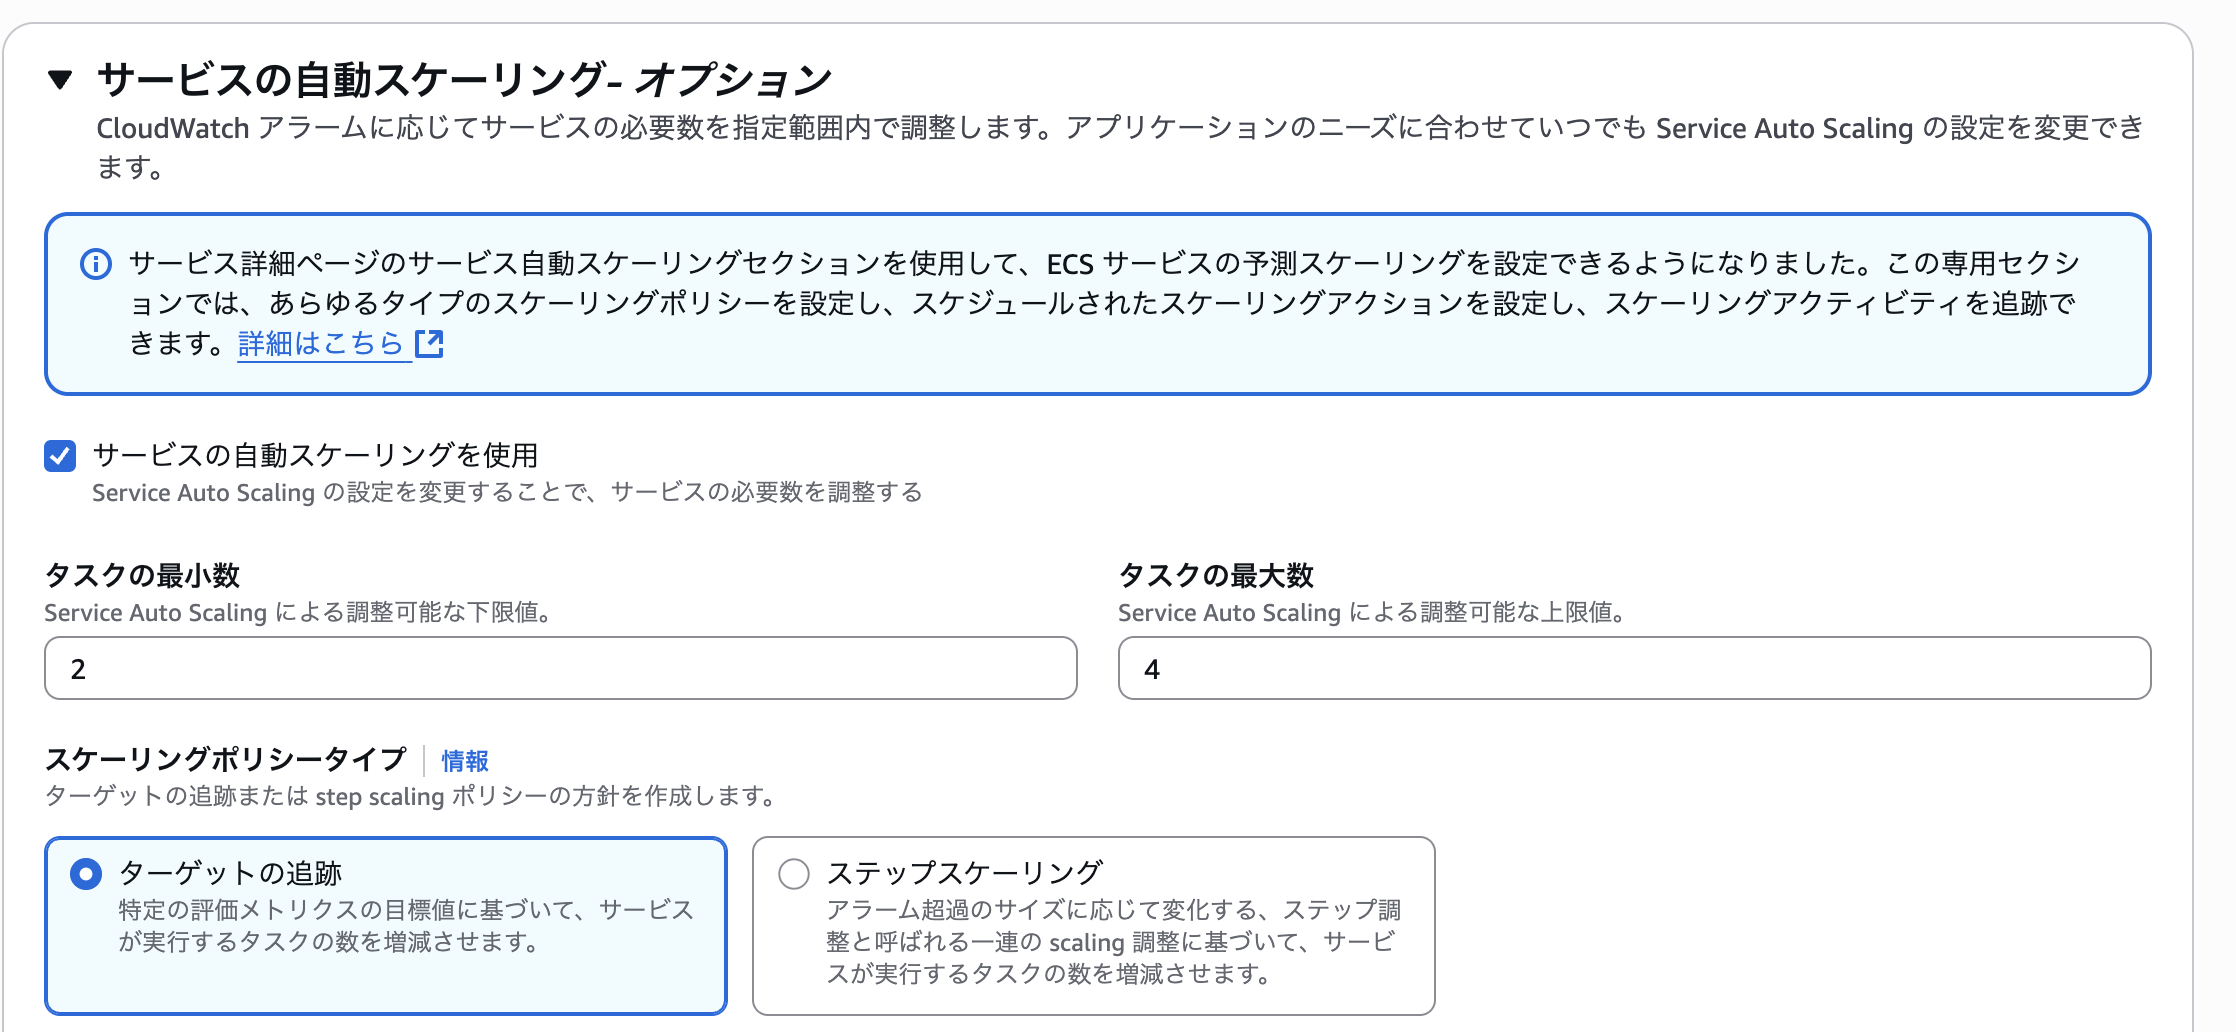 サービスの自動スケーリング- オプション
CloudWatch アラームに応じてサービスの必要数を指定範囲内で調整します。アプリケーションのニーズに合わせていつでも Service Auto Scaling の設定を変更でき
ます。
サービス詳細ページのサービス自動スケーリングセクションを使用して、ECS サービスの予測スケーリングを設定できるようになりました。この専用セクシ
ョンでは、あらゆるタイプのスケーリングポリシーを設定し、スケジュールされたスケーリングアクションを設定し、スケーリングアクティビティを追跡で
きます。詳細はこちら
サービスの自動スケーリングを使用
Service Auto Scaling の設定を変更することで、サービスの必要数を調整する
タスクの最小数
Service Auto Scaling による調整可能な下限値。
2
タスクの最大数
Service Auto Scaling による調整可能な上限値。
4
スケーリングポリシータイプ 情報
ターゲットの追跡または step scaling ポリシーの方針を作成します。
ターゲットの追跡
特定の評価メトリクスの目標値に基づいて、サービス
が実行するタスクの数を増減させます。
ステップスケーリング
アラーム超過のサイズに応じて変化する、ステップ調
整と呼ばれる一連の scaling 調整に基づいて、サービ
スが実行するタスクの数を増減させます。